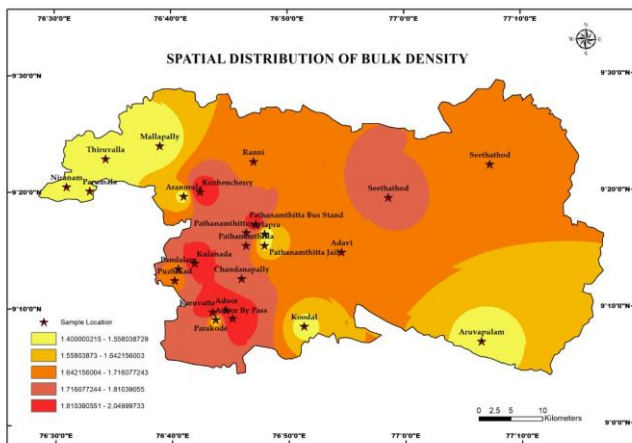 76°31'0"E 76°40'0"E 76°50'0"E 77°0'0"E 77°10'0"E
SPATIAL DISTRIBUTION OF BULK DENSITY
N
W E
S
9°30'0"N 9°30'0"N
Mallapally
Thiruvalla
Ranni
Seethathod
Niranam
Parumala
Aranmula Kozhencherry
Seethathod
9°20'0"N 9°20'0"N
Pathanamthitta Bus Stand
Pathanamthitta
Pathanamthitta Jail
Adavi
Kulanada
Pandalam
Chandanapally
9°10'0"N 9°10'0"N
Adoor
Adoor By Pass
Parakode
Koodal
Aruvapulam
Sample Location
1.400000215 - 1.558038729
1.55803873 - 1.642156003
1.642156004 - 1.716077243
1.716077244 - 1.81039055
1.810390551 - 2.04999733
9°0'0"N 9°0'0"N
0 2.5 5 10
Kilometers
76°30'0"E 76°40'0"E 76°50'0"E 77°0'0"E 77°10'0"E